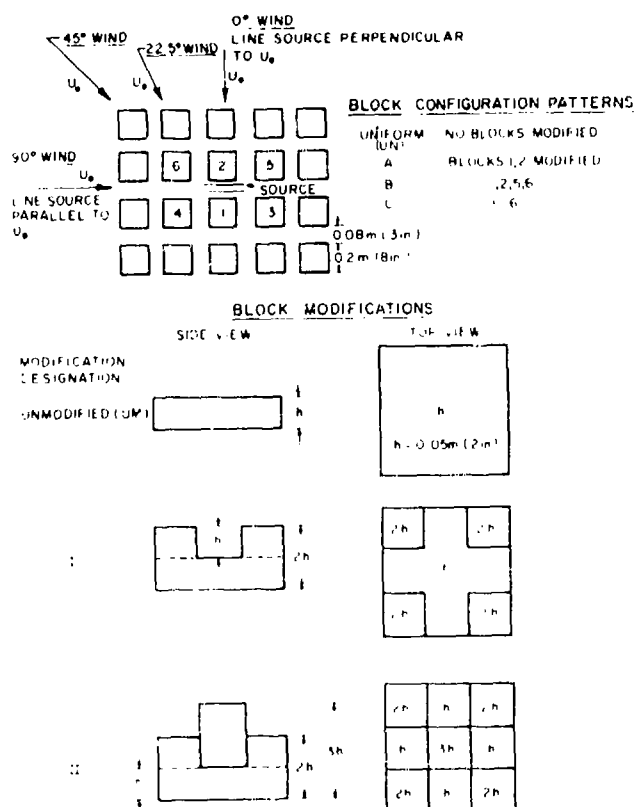 0° WIND
45° WIND
22.5° WIND
LINE SOURCE PERPENDICULAR
TO U₀
U₀
U₀
U₀
BLOCK CONFIGURATION PATTERNS
UNIFORM NO BLOCKS MODIFIED
(UN)
A BLOCKS 1,2 MODIFIED
B ,2,5,6
6
90° WIND
U₀
LINE SOURCE
PARALLEL TO
U₀
6 2 5
SOURCE
4 1 3
0.08m (3in)
0.2m (8in)
BLOCK MODIFICATIONS
SIDE VIEW TOP VIEW
MODIFICATION
DESIGNATION
UNMODIFIED (UM)
h
h
h - 0.05m (2in)
I
h
2h
2h 2h
2h
II
h
2h
3h
2h h 2h
h 3h h
2h h 2h